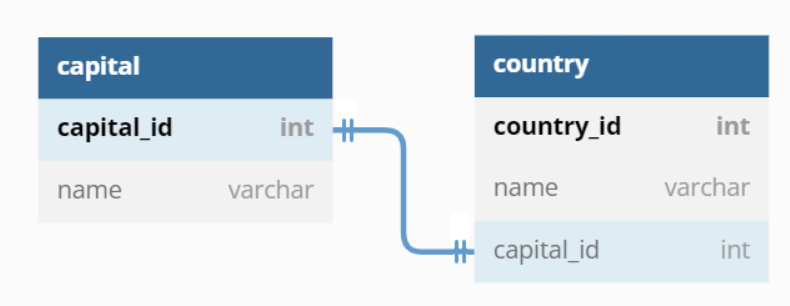 capital
capital_id int
name varchar
country
country_id int
name varchar
capital_id int